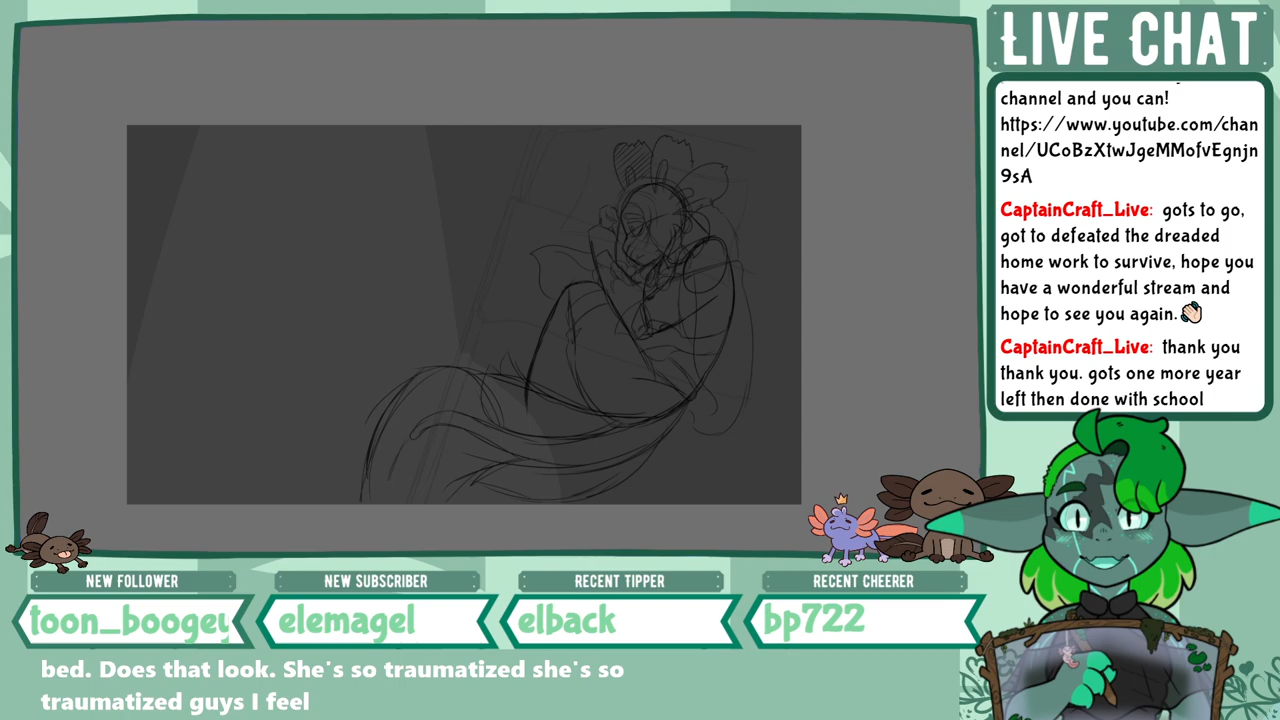 LIVE CHAT
channel and you can!
https://www.youtube.com/chan
nel/UCoBzXtwJgeMMofvEgnjn
9sA
CaptainCraft_Live: gots to go,
got to defeated the dreaded
home work to survive, hope you
have a wonderful stream and
hope to see you again.👏🏻
CaptainCraft_Live: thank you
thank you. gots one more year
left then done with school
NEW FOLLOWER
toon_boogey
NEW SUBSCRIBER
elemagel
RECENT TIPPER
elback
RECENT CHEERER
bp722
bed. Does that look. She's so traumatized she's so
traumatized guys I feel